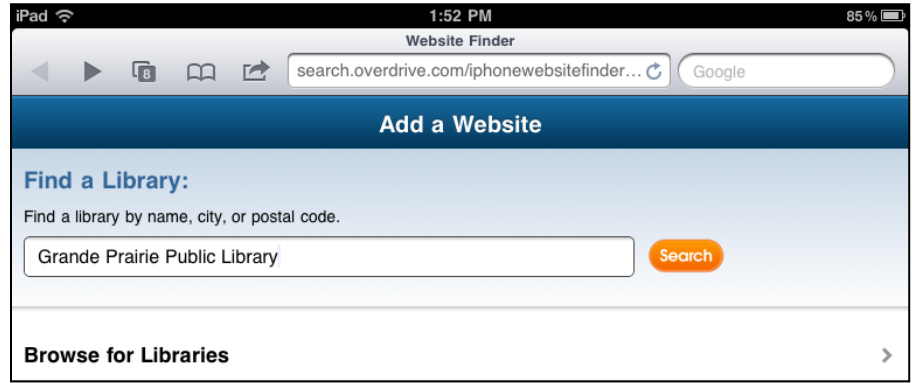 iPad 1:52 PM 85%
Website Finder
8 search.overdrive.com/iphonewebsitefinder... Google
Add a Website
Find a Library:
Find a library by name, city, or postal code.
Grande Prairie Public Library Search
Browse for Libraries